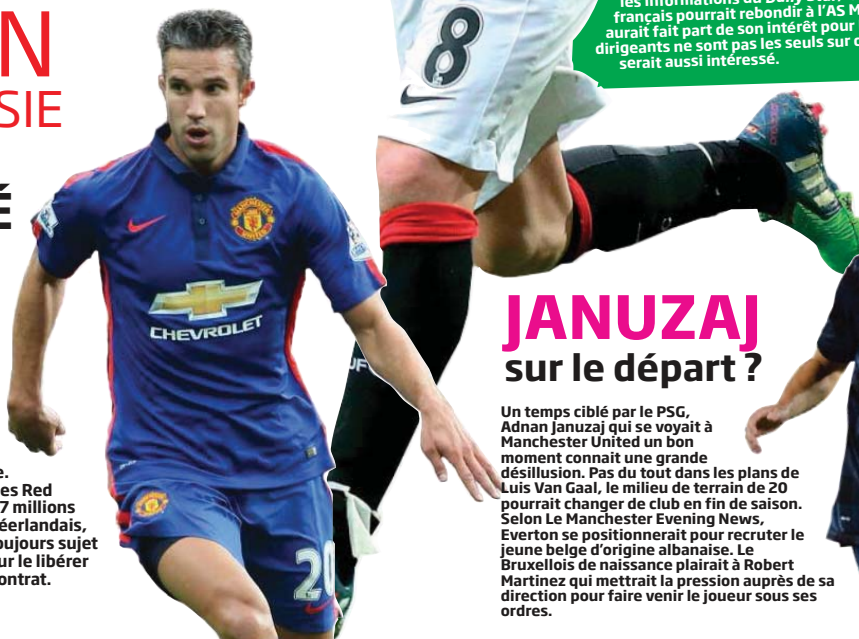 N
SIE
É
les informations du Daily Star,
français pourrait rebondir à l'AS M
aurait fait part de son intérêt pour
dirigeants ne sont pas les seuls sur
serait aussi intéressé.
8
CHEVROLET
20
e.
es Red
7 millions
éerlandais,
oujours sujet
ur le libérer
ontrat.
JANUZAJ
sur le départ ?
Un temps ciblé par le PSG,
Adnan Januzaj qui se voyait à
Manchester United un bon
moment connait une grande
désillusion. Pas du tout dans les plans de
Luis Van Gaal, le milieu de terrain de 20
pourrait changer de club en fin de saison.
Selon Le Manchester Evening News,
Everton se positionnerait pour recruter le
jeune belge d'origine albanaise. Le
Bruxellois de naissance plairait à Robert
Martinez qui mettrait la pression auprès de sa
direction pour faire venir le joueur sous ses
ordres.